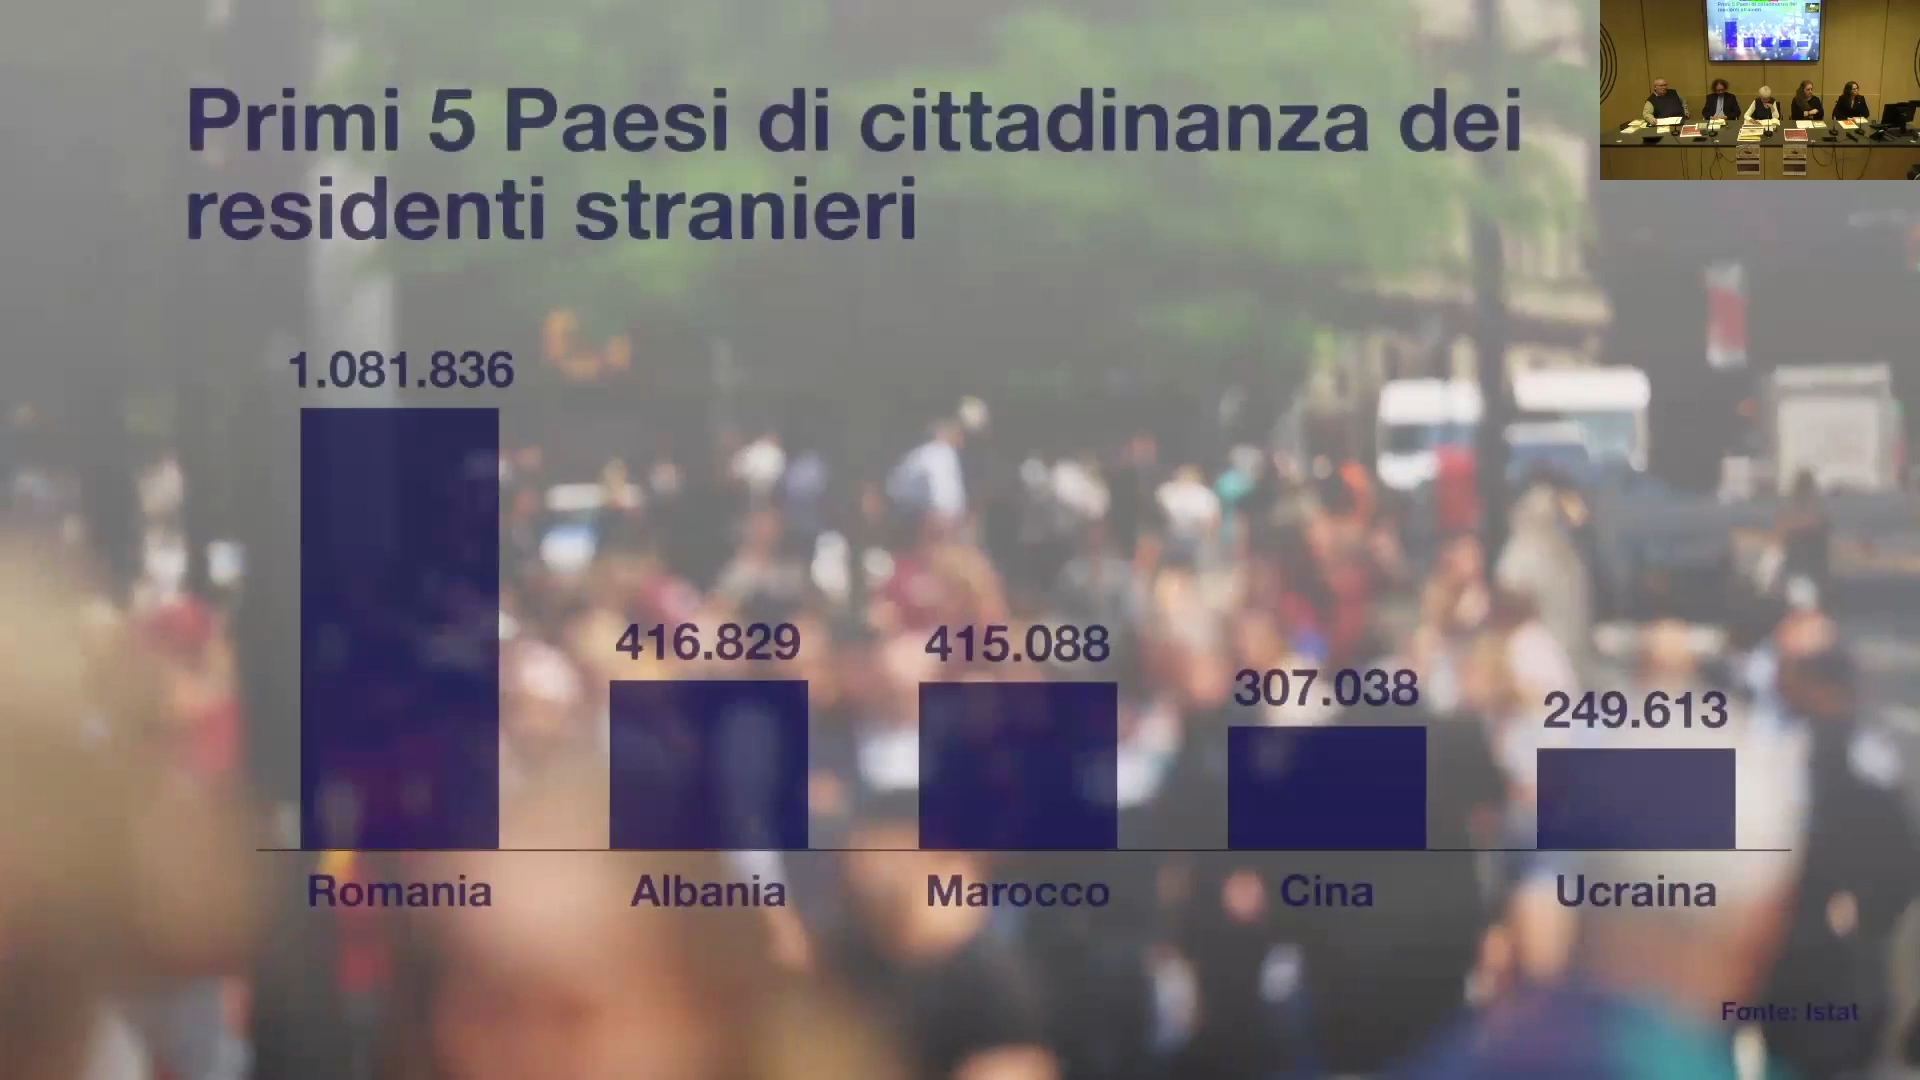 Primi 5 Paesi di cittadinanza dei
residenti stranieri
1.081.836
416.829
415.088
307.038
249.613
Romania
Albania
Marocco
Cina
Ucraina
Fonte: Istat